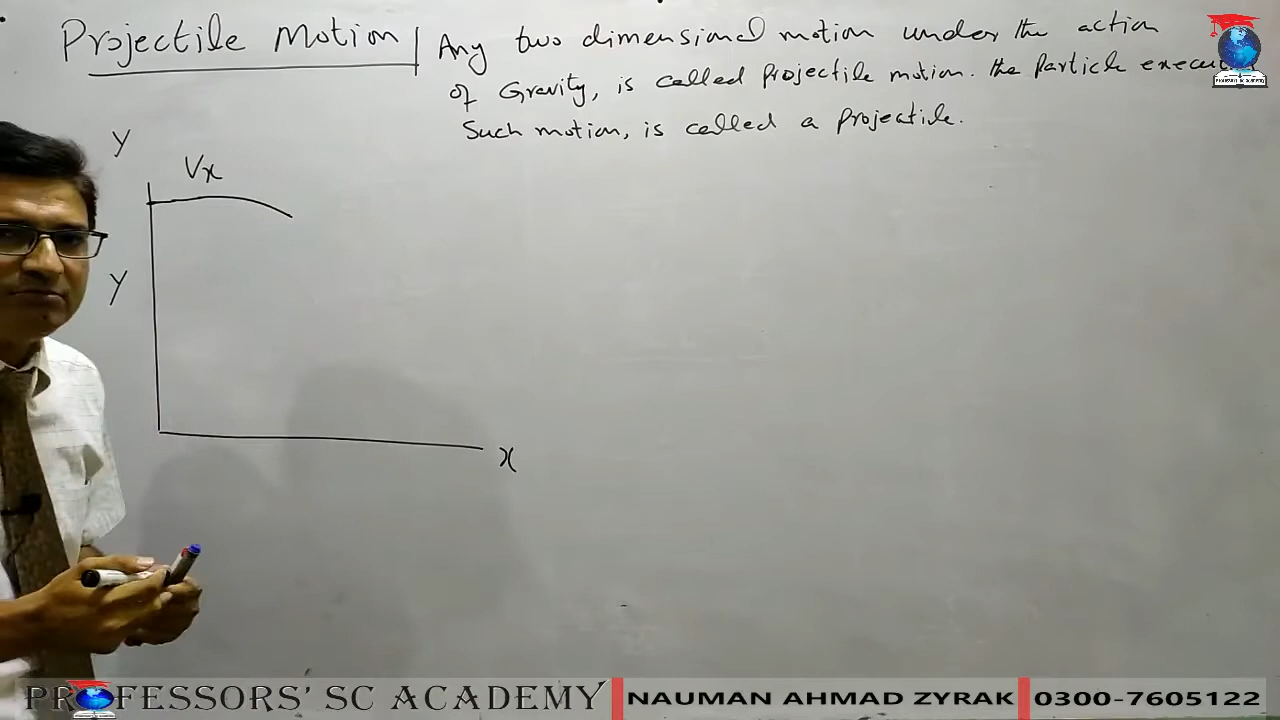 Projectile Motion
Any two dimensional motion under the action
of Gravity, is called projectile motion. the Particle
Such motion, is called a Projectile.
Y
Vx
Y
x
PROFESSORS' SC ACADEMY
NAUMAN AHMAD ZYRAK
0300-7605122